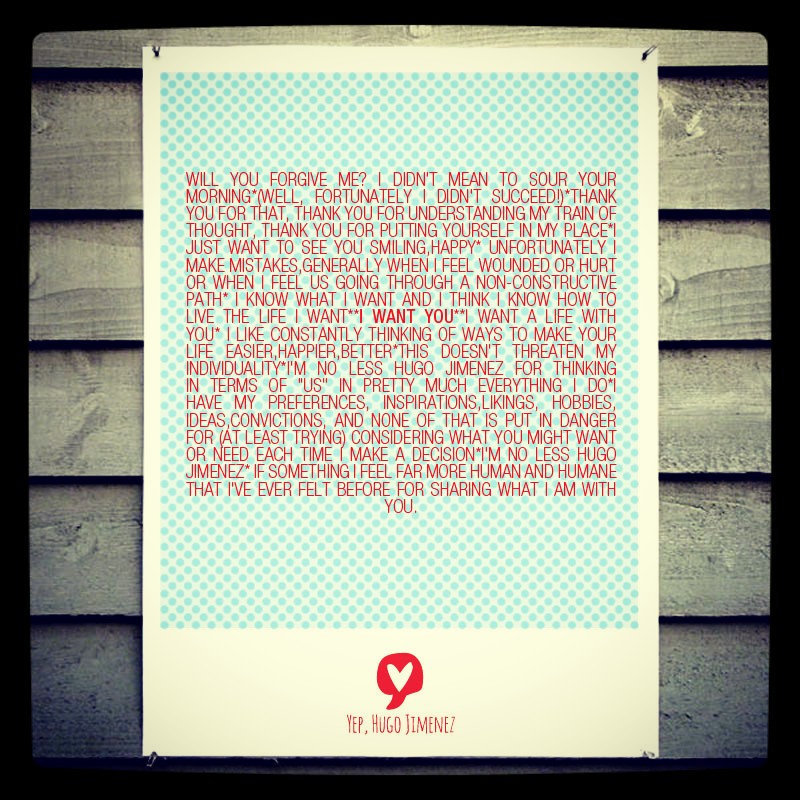 WILL YOU FORGIVE ME? I DIDN'T MEAN TO SOUR YOUR
MORNING*(WELL, FORTUNATELY I DIDN'T SUCCEED!)*THANK
YOU FOR THAT, THANK YOU FOR UNDERSTANDING MY TRAIN OF
THOUGHT, THANK YOU FOR PUTTING YOURSELF IN MY PLACE*I
JUST WANT TO SEE YOU SMILING,HAPPY* UNFORTUNATELY I
MAKE MISTAKES,GENERALLY WHEN I FEEL WOUNDED OR HURT
OR WHEN I FEEL US GOING THROUGH A NON-CONSTRUCTIVE
PATH* I KNOW WHAT I WANT AND I THINK I KNOW HOW TO
LIVE THE LIFE I WANT**I WANT YOU**I WANT A LIFE WITH
YOU* I LIKE CONSTANTLY THINKING OF WAYS TO MAKE YOUR
LIFE EASIER,HAPPIER,BETTER*THIS DOESN'T THREATEN MY
INDIVIDUALITY*I'M NO LESS HUGO JIMENEZ FOR THINKING
IN TERMS OF "US" IN PRETTY MUCH EVERYTHING I DO*I
HAVE MY PREFERENCES, INSPIRATIONS,LIKINGS, HOBBIES,
IDEAS,CONVICTIONS, AND NONE OF THAT IS PUT IN DANGER
FOR (AT LEAST TRYING) CONSIDERING WHAT YOU MIGHT WANT
OR NEED EACH TIME I MAKE A DECISION*I'M NO LESS HUGO
JIMENEZ* IF SOMETHING I FEEL FAR MORE HUMAN AND HUMANE
THAT I'VE EVER FELT BEFORE FOR SHARING WHAT I AM WITH
YOU.
YEP, HUGO JIMENEZ